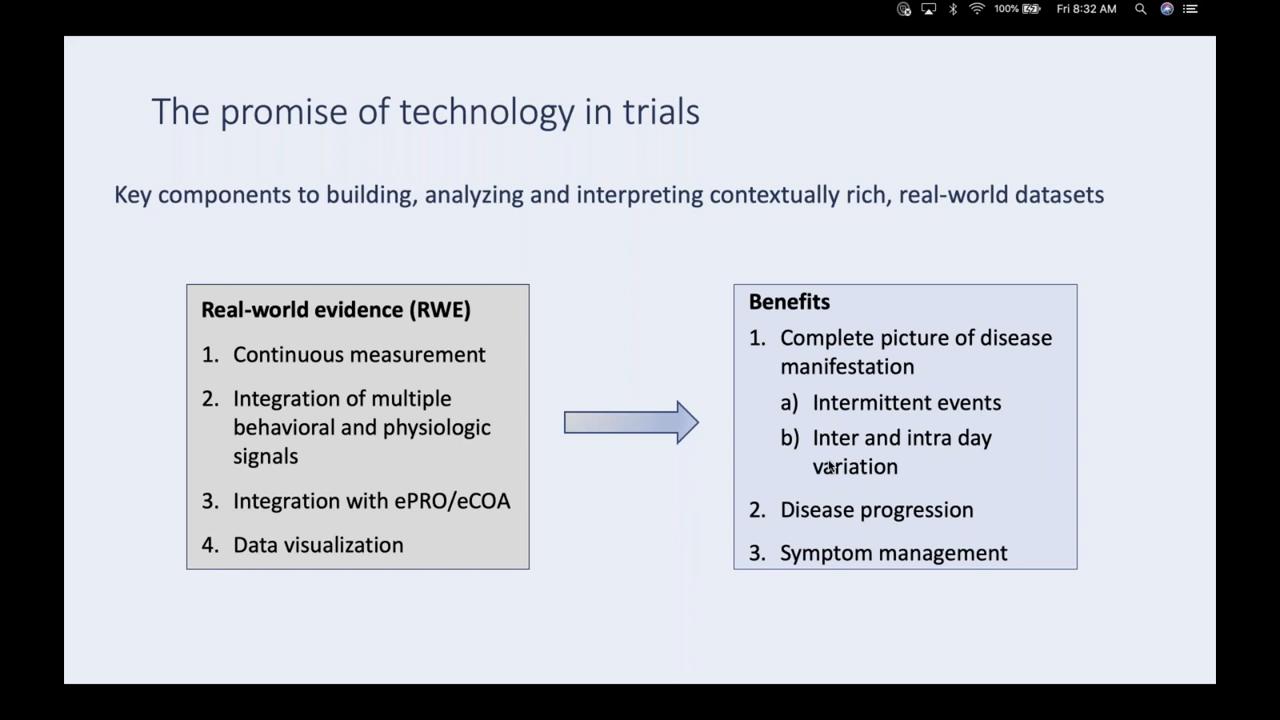 100%
Fri 8:32 AM
The promise of technology in trials
Key components to building, analyzing and interpreting contextually rich, real-world datasets
Real-world evidence (RWE)
1. Continuous measurement
2. Integration of multiple
behavioral and physiologic
signals
3. Integration with ePRO/eCOA
4. Data visualization
Benefits
1. Complete picture of disease
manifestation
a) Intermittent events
b) Inter and intra day
variation
2. Disease progression
3. Symptom management